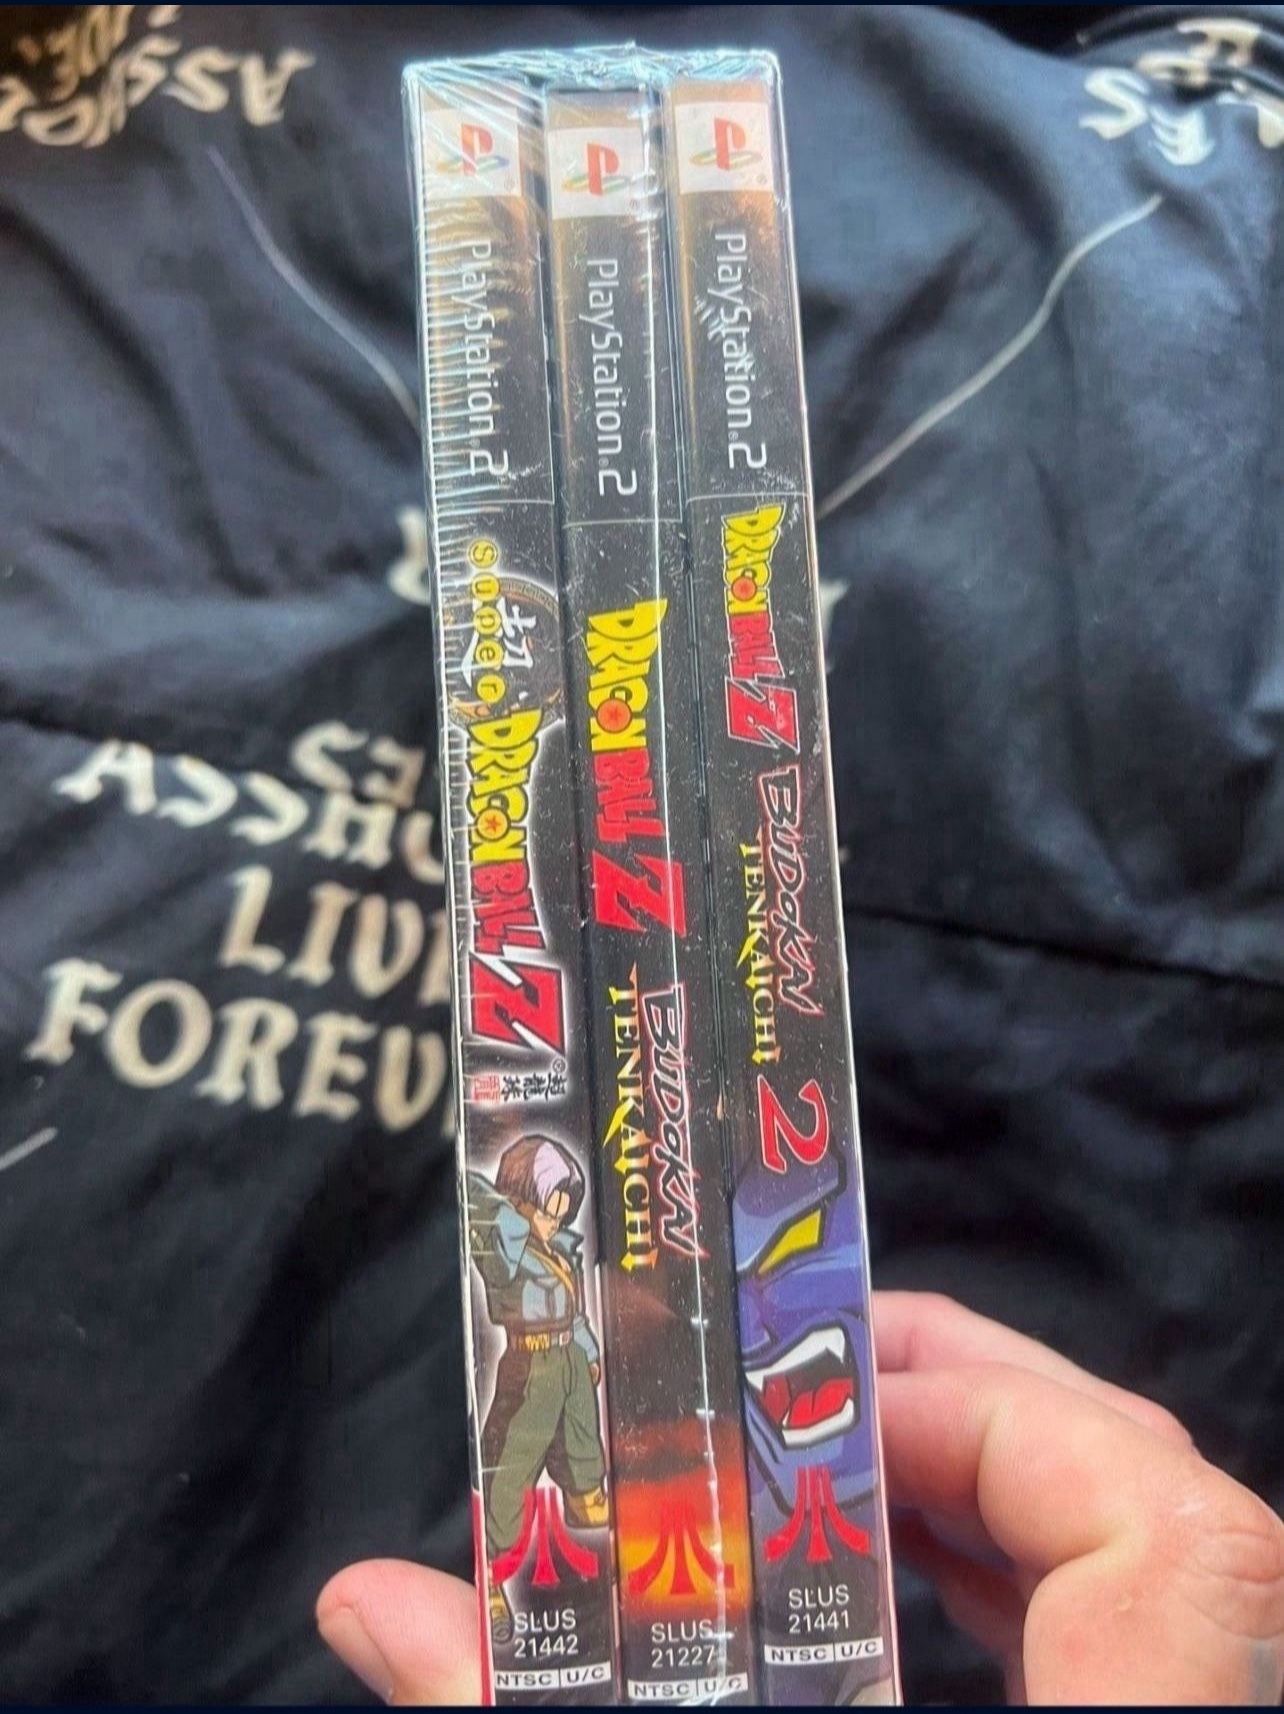 PlayStation.2
Super
超
DRAGON BALL Z
SLUS
21442
NTSC U/C
PlayStation.2
DRAGON BALL Z
BUDOKAI
TENKAICHI
SLUS
21227
NTSC U/C
PlayStation.2
DRAGON BALL Z
BUDOKAI
TENKAICHI 2
SLUS
21441
NTSC U/C